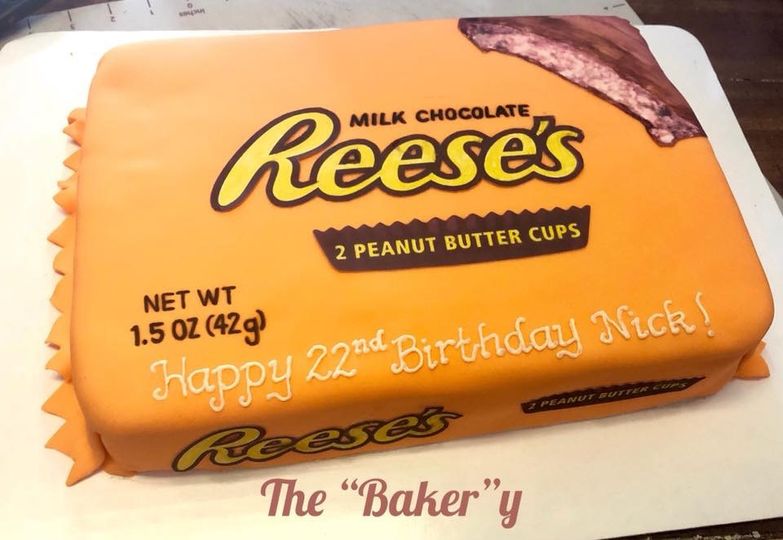 MILK CHOCOLATE
Reese's
2 PEANUT BUTTER CUPS
NET WT
1.5 OZ (42g)
Happy 22nd Birthday Nick!
Reese's
2 PEANUT BUTTER CUPS
The "Baker"y